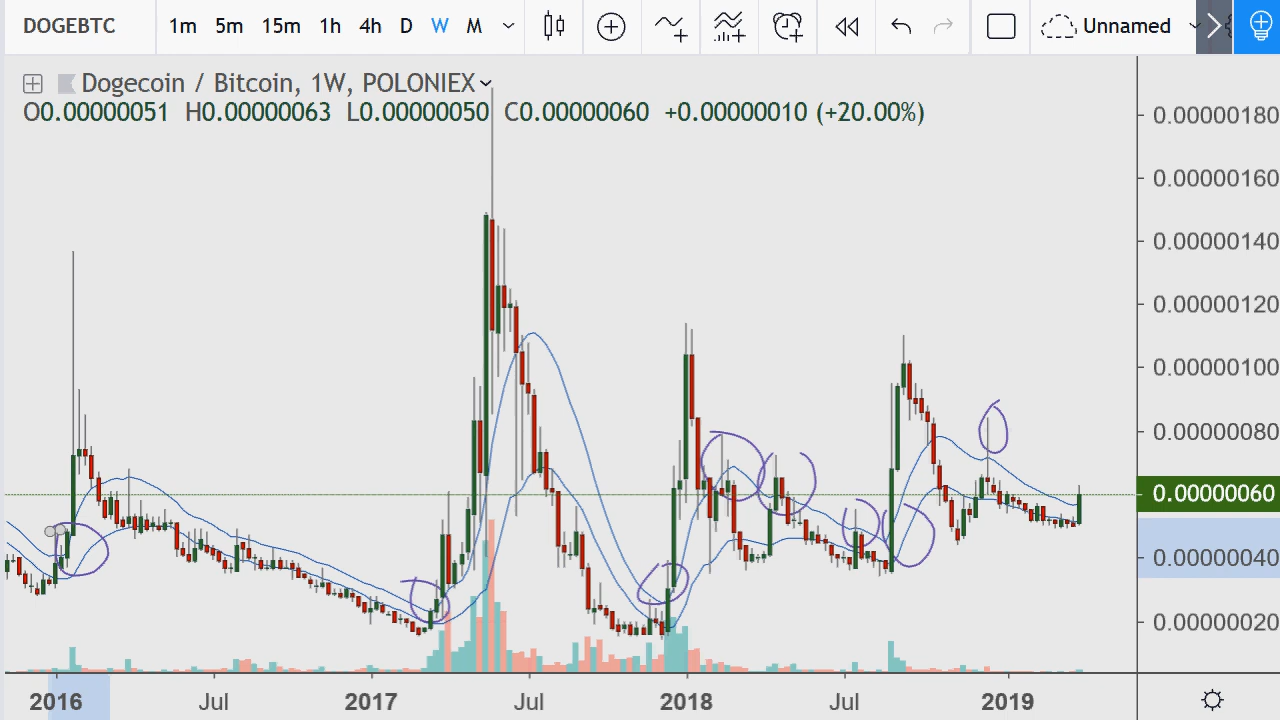 DOGEBTC 1m 5m 15m 1h 4h D W M Unnamed
Dogecoin / Bitcoin, 1W, POLONIEX
O0.00000051 H0.00000063 L0.00000050 C0.00000060 +0.00000010 (+20.00%)
0.00000180
0.00000160
0.00000140
0.00000120
0.00000100
0.00000080
0.00000060
0.00000040
0.00000020
2016 Jul 2017 Jul 2018 Jul 2019